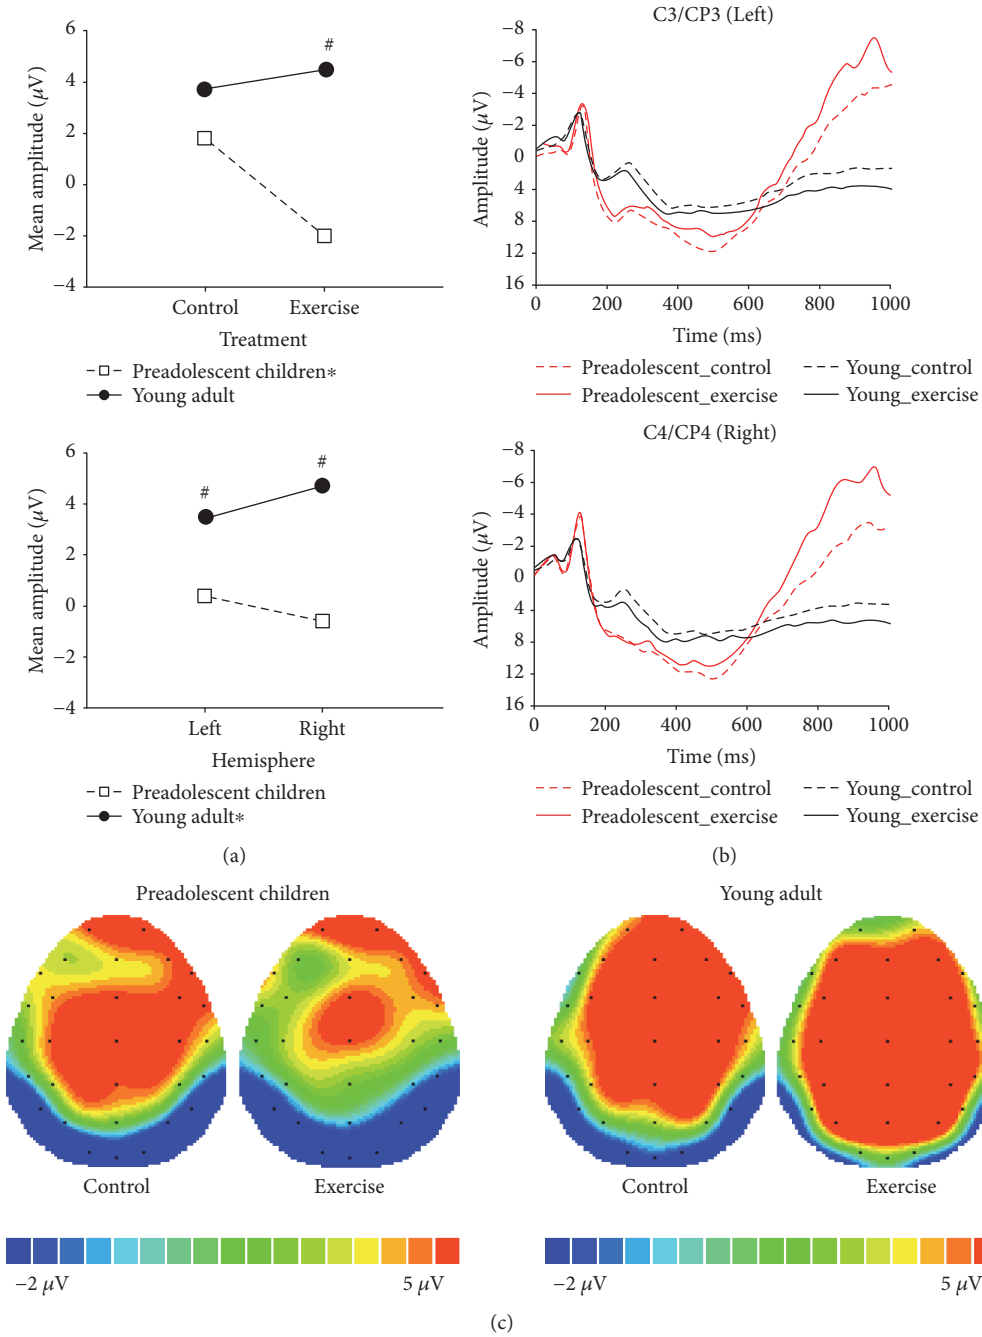 6
4
2
0
−2
−4
Mean amplitude (μV)
#
Control Exercise
Treatment
Preadolescent children*
Young adult
6
4
2
0
−2
−4
Mean amplitude (μV)
# #
Left Right
Hemisphere
Preadolescent children
Young adult*
(a)
C3/CP3 (Left)
−8
−6
−4
−2
0
4
8
12
16
Amplitude (μV)
0 200 400 600 800 1000
Time (ms)
Preadolescent_control Young_control
Preadolescent_exercise Young_exercise
C4/CP4 (Right)
−8
−6
−4
−2
0
4
8
12
16
Amplitude (μV)
0 200 400 600 800 1000
Time (ms)
Preadolescent_control Young_control
Preadolescent_exercise Young_exercise
(b)
Preadolescent children Young adult
Control Exercise Control Exercise
−2 μV 5 μV −2 μV 5 μV
(c)